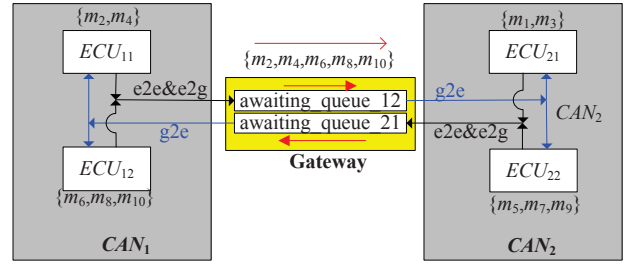 {m2,m4}
ECU11
e2e&e2g
g2e
ECU12
{m6,m8,m10}
CAN1
{m2,m4,m6,m8,m10}
awaiting_queue_12
awaiting_queue_21
Gateway
g2e
e2e&e2g
{m1,m3}
ECU21
CAN2
ECU22
{m5,m7,m9}
CAN2